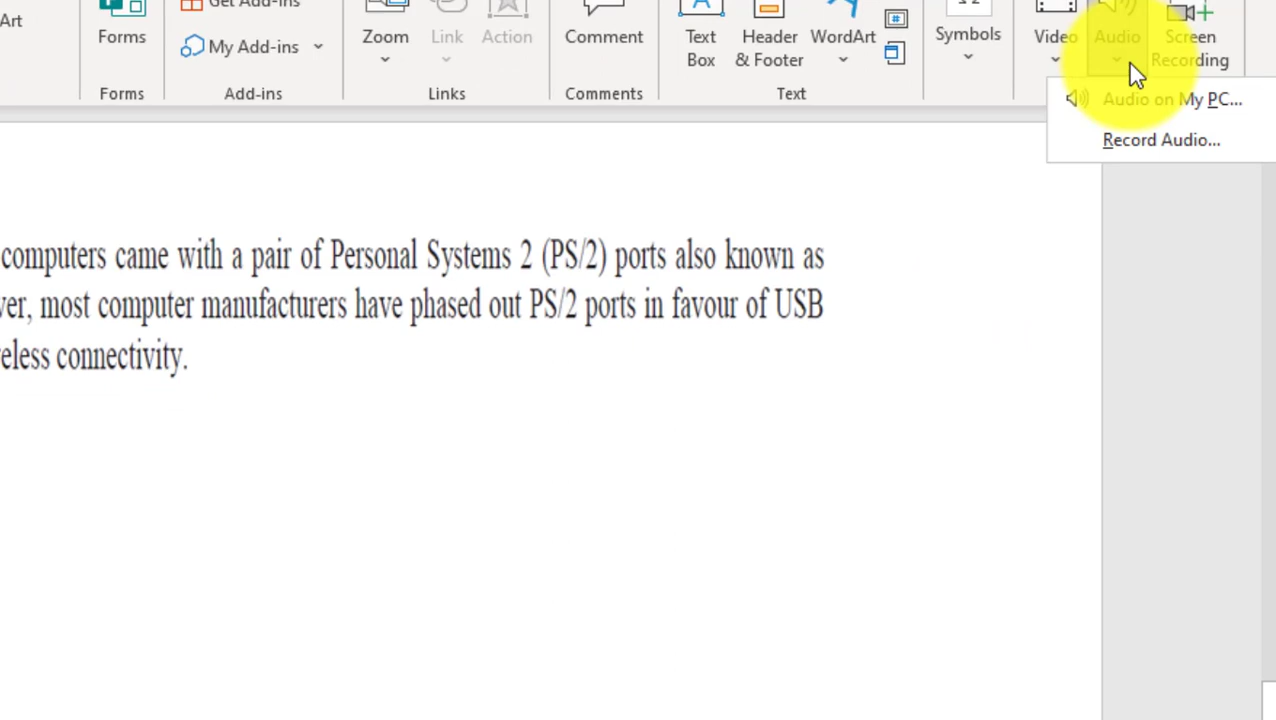 Art
Get Add-ins
Forms
My Add-ins
Zoom
Link
Action
Comment
Text
Box
Header
& Footer
WordArt
Symbols
Video
Audio
Screen
Recording
Forms
Add-ins
Links
Comments
Text
Audio on My PC...
Record Audio...
computers came with a pair of Personal Systems 2 (PS/2) ports also known as
ver, most computer manufacturers have phased out PS/2 ports in favour of USB
reless connectivity.